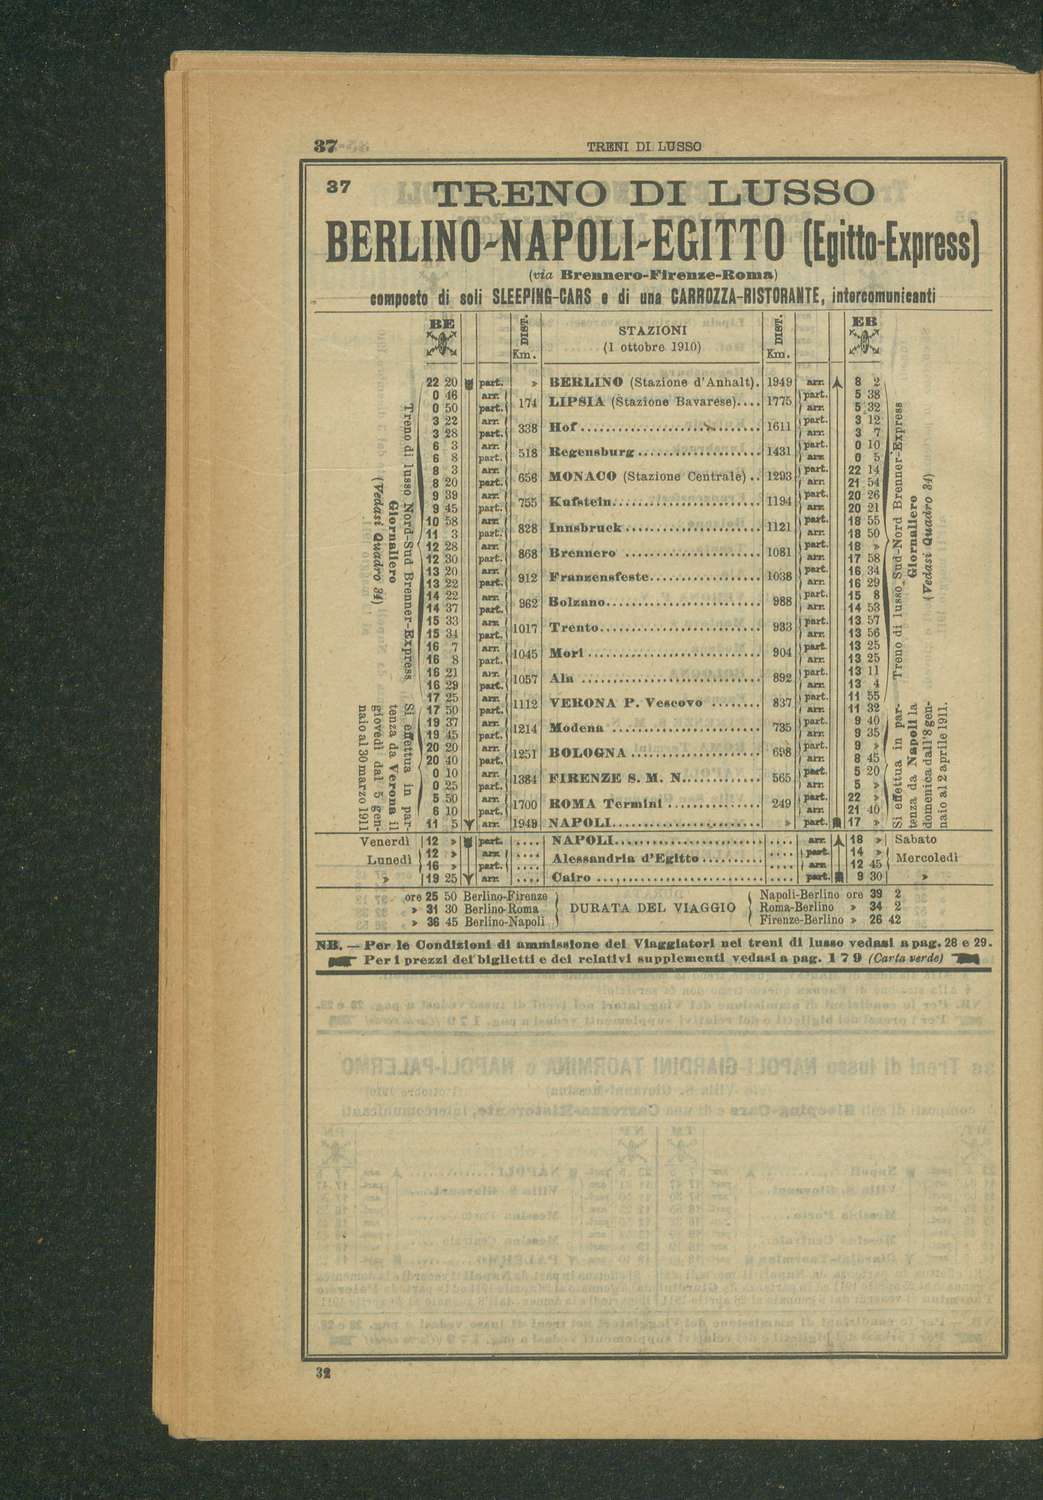 37 TRENI DI LUSSO
37 TRENO DI LUSSO
BERLINO-NAPOLI-EGITTO (Egitto-Express)
(via Brennero-Firenze-Roma)
composto di soli SLEEPING-CARS e di una CARROZZA-RISTORANTE, intercomunicanti
BE DIST. Km. STAZIONI (1 ottobre 1910) DIST. Km. EB
22 20 part. » BERLINO (Stazione d'Anhalt). 1949 arr. 8 2
0 46 arr. 174 LIPSIA (Stazione Bavarese).... 1775 part. 5 38
0 50 part. arr. 5 32
3 22 arr. 338 Hof 1611 part. 3 12
3 28 part. arr. 3 7
6 3 arr. 518 Regensburg 1431 part. 0 10
6 8 part. arr. 0 5
8 3 arr. 656 MONACO (Stazione Centrale).. 1293 part. 22 14
8 20 part. arr. 21 54
9 39 arr. 755 Kufstein 1194 part. 20 26
9 45 part. arr. 20 21
10 58 arr. 828 Innsbruck 1121 part. 18 55
11 3 part. arr. 18 50
12 28 arr. 868 Brennero 1081 part. 18 »
12 30 part. arr. 17 58
13 20 arr. 912 Franzensfeste 1038 part. 16 34
13 22 part. arr. 16 29
14 22 arr. 962 Bolzano 988 part. 15 8
14 37 part. arr. 14 53
15 33 arr. 1017 Trento 933 part. 13 57
15 34 part. arr. 13 56
16 7 arr. 1045 Mori 904 part. 13 25
16 8 part. arr. 13 25
16 21 arr. 1057 Ala 892 part. 13 11
16 29 part. arr. 13 4
17 25 arr. 1112 VERONA P. Vescovo 837 part. 11 55
17 50 part. arr. 11 32
19 37 arr. 1214 Modena 735 part. 9 40
19 45 part. arr. 9 35
20 20 arr. 1251 BOLOGNA 698 part. 9 »
20 40 part. arr. 8 45
0 10 arr. 1384 FIRENZE S. M. N. 565 part. 5 20
0 25 part. arr. 5 »
5 50 arr. 1700 ROMA Termini 249 part. 22 »
6 10 part. arr. 21 40
11 5 arr. 1949 NAPOLI » part. 17 »
Treno di lusso Nord-Sud Brenner-Express
Giornaliero
(Vedasi Quadro 34)
Si effettua in par-
tenza da Verona il
giovedì dal 5 gen-
naio al 30 marzo 1911
Treno di lusso Sud-Nord Brenner-Express
Giornaliero
(Vedasi Quadro 34)
Si effettua in par-
tenza da Napoli la
domenica dall'8 gen-
naio al 2 aprile 1911.
Venerdì 12 » part. .... NAPOLI .... arr. 18 » Sabato
Lunedì 12 » arr. .... Alessandria d'Egitto .... part. 14 » Mercoledì
16 » part. arr. 12 45
» 19 25 arr. .... Cairo .... part. 9 30 »
ore 25 50 Berlino-Firenze Napoli-Berlino ore 39 2
» 31 30 Berlino-Roma DURATA DEL VIAGGIO Roma-Berlino » 34 2
» 36 45 Berlino-Napoli Firenze-Berlino » 26 42
NB. — Per le Condizioni di ammissione dei Viaggiatori nei treni di lusso vedasi a pag. 28 e 29.
Per i prezzi dei biglietti e dei relativi supplementi vedasi a pag. 179 (Carta verde)
32